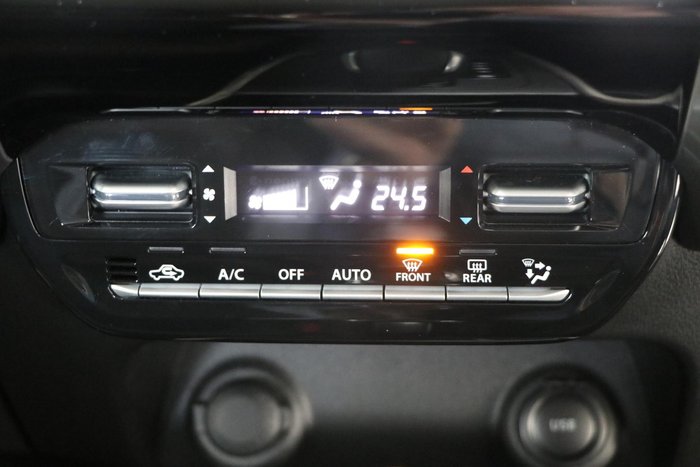 24.5
A/C OFF AUTO FRONT REAR
USB